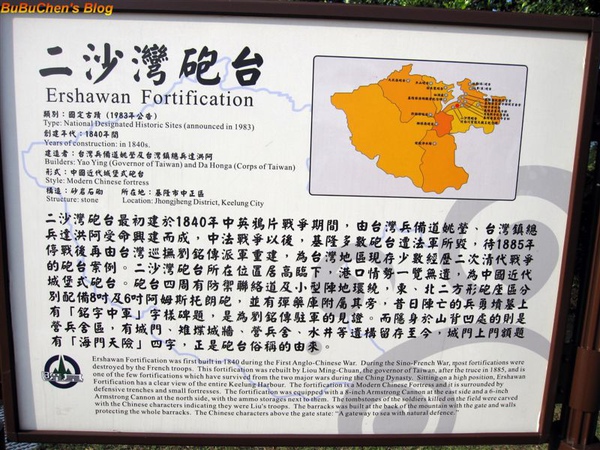 BuBuChen's Blog
二沙灣砲台
Ershawan Fortification
類別：國定古蹟（1983年公告）
Type: National Designated Historic Sites (announced in 1983)
創建年代：1840年間
Years of construction: in 1840s.
建造者：台灣兵備道姚瑩及台灣鎮總兵達洪阿
Builders: Yao Ying (Governor of Taiwan) and Da Honga (Corps of Taiwan)
形式：中國近代城堡式砲台
Style: Modern Chinese fortress
構造：砂岩石砌 所在地：基隆市中正區
Structure: stone Location: Jhongjheng District, Keelung City
二沙灣砲台最初建於1840年中英鴉片戰爭期間，由台灣兵備道姚瑩、台灣鎮總
兵達洪阿受命興建而成，中法戰爭以後，基隆多數砲台遭法軍所毀，待1885年
停戰後再由台灣巡撫劉銘傳派軍重建，為台灣地區現存少數經歷二次清代戰爭
的砲台案例。二沙灣砲台所在位置居高臨下，港口情勢一覽無遺，為中國近代
城堡式砲台。砲台四周有防禦聯絡道及小型陣地環繞，東、北二方形砲座區分
別配備8吋及6吋阿姆斯托朗砲，並有彈藥庫附屬其旁，昔日陣亡的兵勇墳墓上
有「銘字中軍」字樣碑題，是為劉銘傳駐軍的見證。而隱身於山背凹處的則是
營兵舍區，有城門、雉堞城牆、營兵舍、水井等遺構留存至今，城門上門額題
有「海門天險」四字，正是砲台俗稱的由來。
Ershawan Fortification was first built in 1840 during the First Anglo-Chinese War. During the Sino-French War, most fortifications were
destroyed by the French troops. This fortification was rebuilt by Liou Ming-Chuan, the governor of Taiwan, after the truce in 1885, and is
one of the few fortifications which have survived from the two major wars during the Ching Dynasty. Sitting on a high position, Ershawan
Fortification has a clear view of the entire Keelung Harbour. The fortification is a Modern Chinese Fortress and it is surrounded by
defensive trenches and small fortresses. The fortification was equipped with a 8-inch Armstrong Cannon at the east side and a 6-inch
Armstrong Cannon at the north side, with the ammo storages next to them. The tombstones of the soldiers killed on the field were carved
with the Chinese characters indicating they were Liu's troops. The barracks was built at the back of the mountain with the gate and walls
protecting the whole barracks. The Chinese characters above the gate state: "A gateway to sea with natural defence."